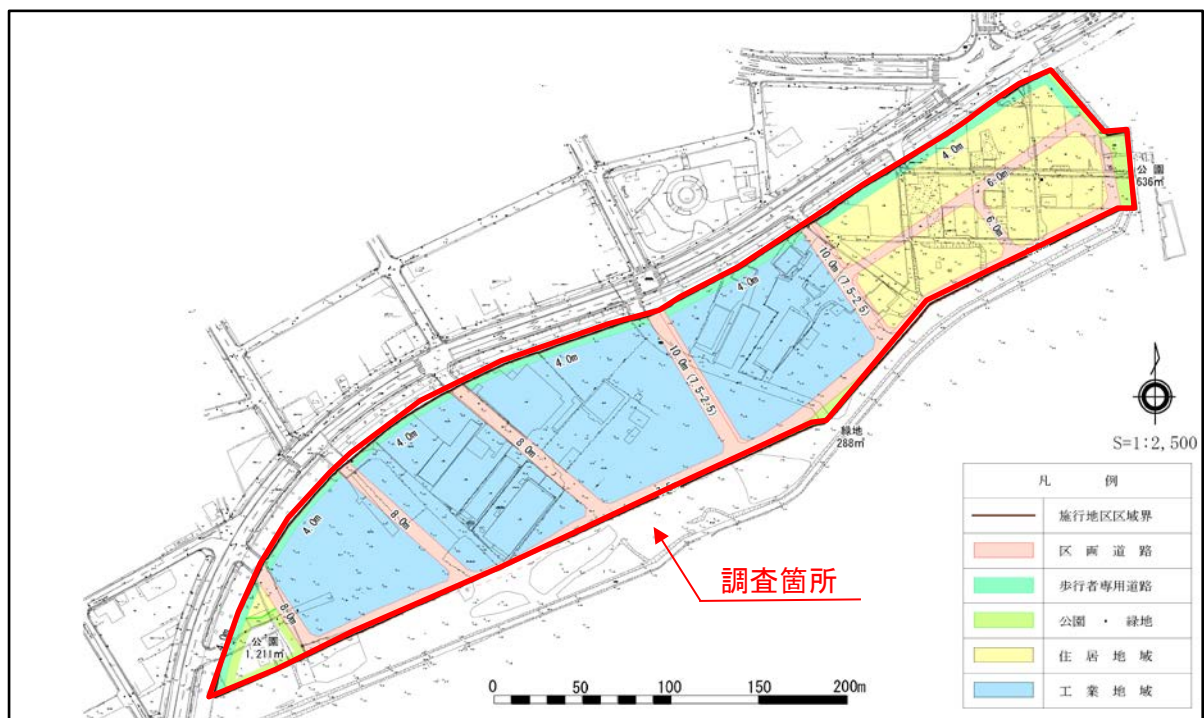 4.0m
6.0m
公園
636㎡
6.0m
10.0m(7.5-2.5)
4.0m
4.0m
10.0m(7.5-2.5)
緑地
288㎡
S=1:2,500
4.0m
8.0m
凡 例
施行地区区域界
区画道路
歩行者専用道路
公園・緑地
住居地域
工業地域
4.0m
8.0m
調査箇所
8.0m
4.0m
公園
1,211㎡
0 50 100 150 200m